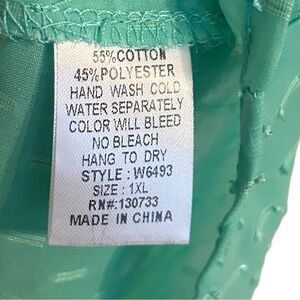 55%COTTON
45%POLYESTER
HAND WASH COLD
WATER SEPARATELY
COLOR WILL BLEED
NO BLEACH
HANG TO DRY
STYLE : W6493
SIZE : 1XL
RN#:130733
MADE IN CHINA